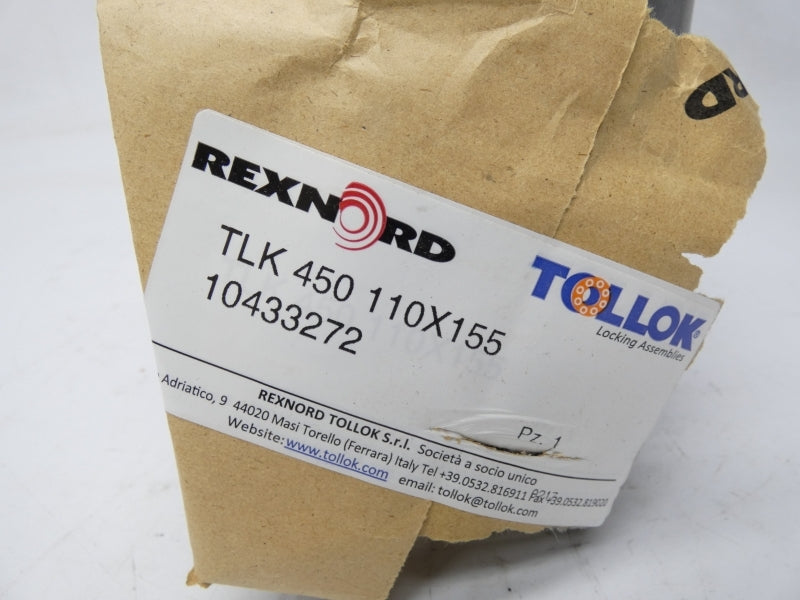 RD
REXNORD
TLK 450 110X155
10433272
TOLLOK®
Locking Assemblies
Pz. 1
REXNORD TOLLOK S.r.l. Società a socio unico
Adriatico, 9 44020 Masi Torello (Ferrara) Italy Tel +39.0532.816911 Fax +39.0532.819020
Website: www.tollok.com email: tollok@tollok.com